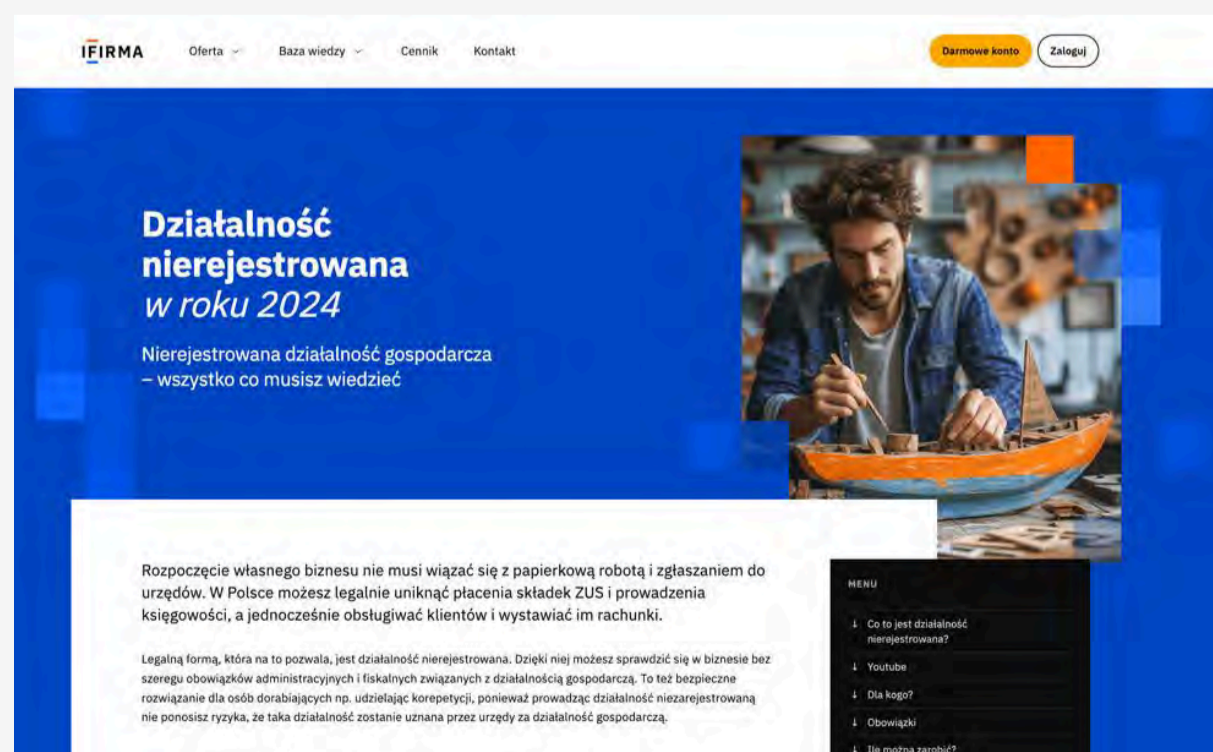 IFIRMA
Oferta
Baza wiedzy
Cennik
Kontakt
Darmowe konto
Zaloguj
Działalność
nierejestrowana
w roku 2024
Nierejestrowana działalność gospodarcza
– wszystko co musisz wiedzieć
Rozpoczęcie własnego biznesu nie musi wiązać się z papierkową robotą i zgłaszaniem do
urzędów. W Polsce możesz legalnie uniknąć płacenia składek ZUS i prowadzenia
księgowości, a jednocześnie obsługiwać klientów i wystawiać im rachunki.
Legalną formą, która na to pozwala, jest działalność nierejestrowana. Dzięki niej możesz sprawdzić się w biznesie bez
szeregu obowiązków administracyjnych i fiskalnych związanych z działalnością gospodarczą. To też bezpieczne
rozwiązanie dla osób dorabiających np. udzielając korepetycji, ponieważ prowadząc działalność niezarejestrowaną
nie ponosisz ryzyka, że taka działalność zostanie uznana przez urzędy za działalność gospodarczą.
MENU
↓ Co to jest działalność
nierejestrowana?
↓ Youtube
↓ Dla kogo?
↓ Obowiązki
↓ Ile można zarobić?